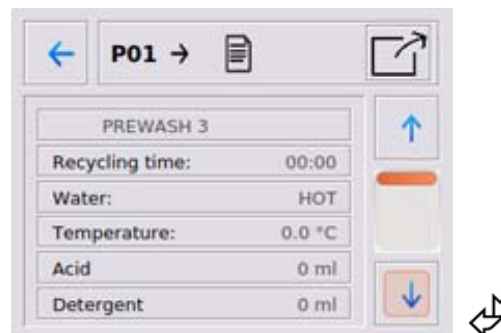 P01 →
PREWASH 3
Recycling time: 00:00
Water: HOT
Temperature: 0.0 °C
Acid 0 ml
Detergent 0 ml